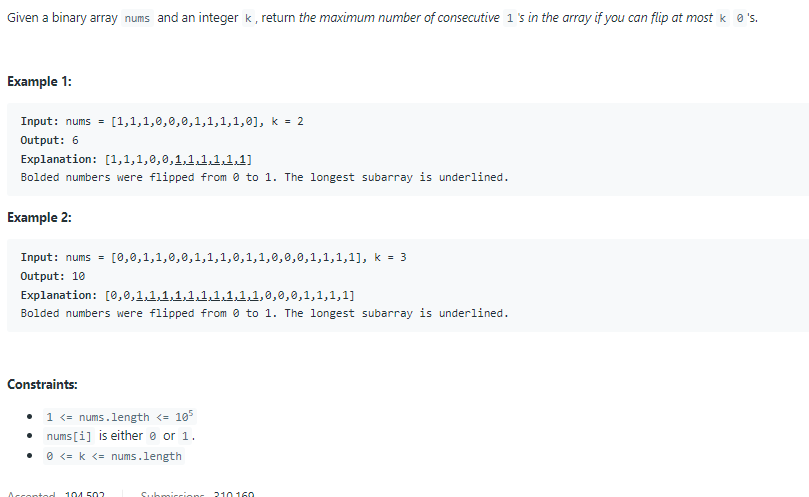 Given a binary array nums and an integer k, return the maximum number of consecutive 1's in the array if you can flip at most k 0's.
Example 1:
Input: nums = [1,1,1,0,0,0,1,1,1,1,0], k = 2
Output: 6
Explanation: [1,1,1,0,0,1,1,1,1,1,1]
Bolded numbers were flipped from 0 to 1. The longest subarray is underlined.
Example 2:
Input: nums = [0,0,1,1,0,0,1,1,1,0,1,1,0,0,0,1,1,1,1], k = 3
Output: 10
Explanation: [0,0,1,1,1,1,1,1,1,1,1,1,0,0,0,1,1,1,1]
Bolded numbers were flipped from 0 to 1. The longest subarray is underlined.
Constraints:
• 1 <= nums.length <= 10⁵
• nums[i] is either 0 or 1.
• 0 <= k <= nums.length
Accepted 194,592 Submissions 310,169